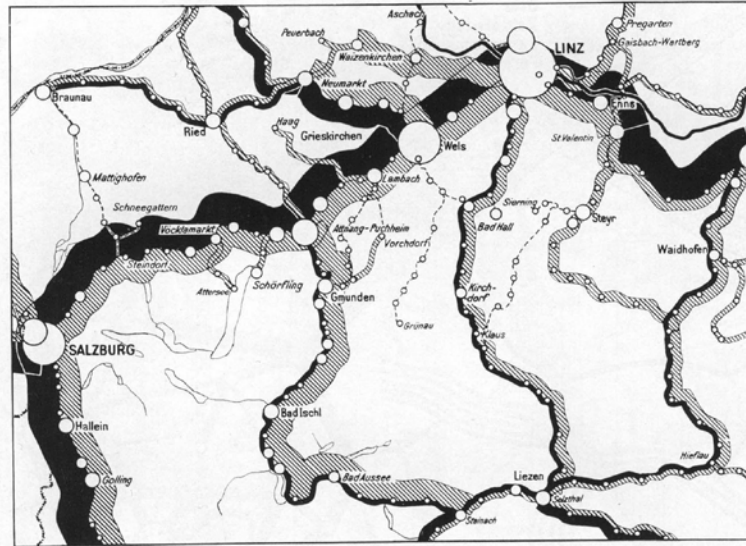 Aschach
Pregarten
Peuerbach
LINZ
Gaisbach-Wartberg
Waizenkirchen
Neumarkt
Braunau
Enns
Haag
Ried
Grieskirchen
St Valentin
Wels
Lambach
Mattighofen
Sierning
Schneegattern
Steyr
Bad Hall
Vöcklamarkt
Attnang-Puchheim
Vorchdorf
Waidhofen
Steindorf
Schörfling
Attersee
Gmunden
Kirch-
dorf
Grünau
Klaus
SALZBURG
Bad Ischl
Hallein
Hieflau
Golling
Bad Aussee
Liezen
Selzthal
Stainach